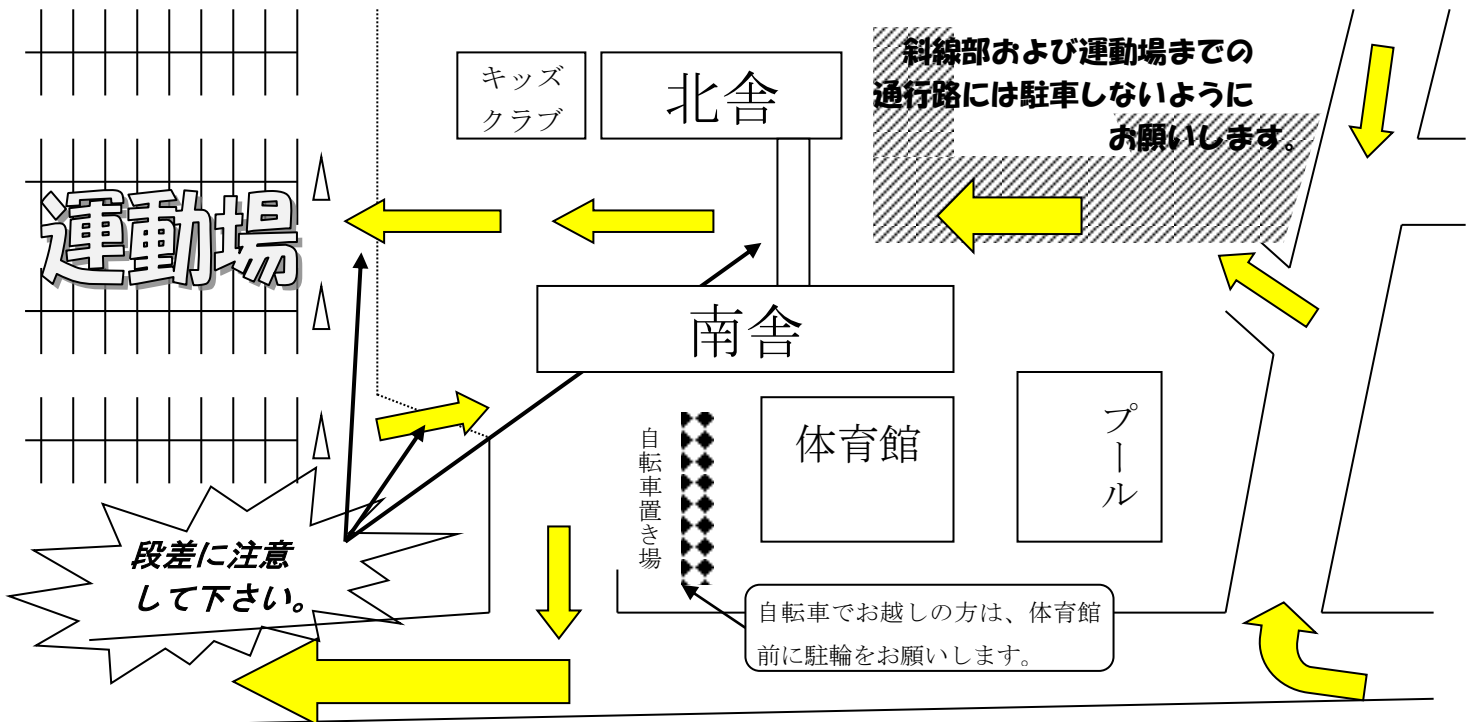 斜線部および運動場までの
通行路には駐車しないように
お願いします。
キッズ
クラブ
北舎
運動場
南舎
体育館
プール
自転車置き場
段差に注意
して下さい。
自転車でお越しの方は、体育館
前に駐輪をお願いします。